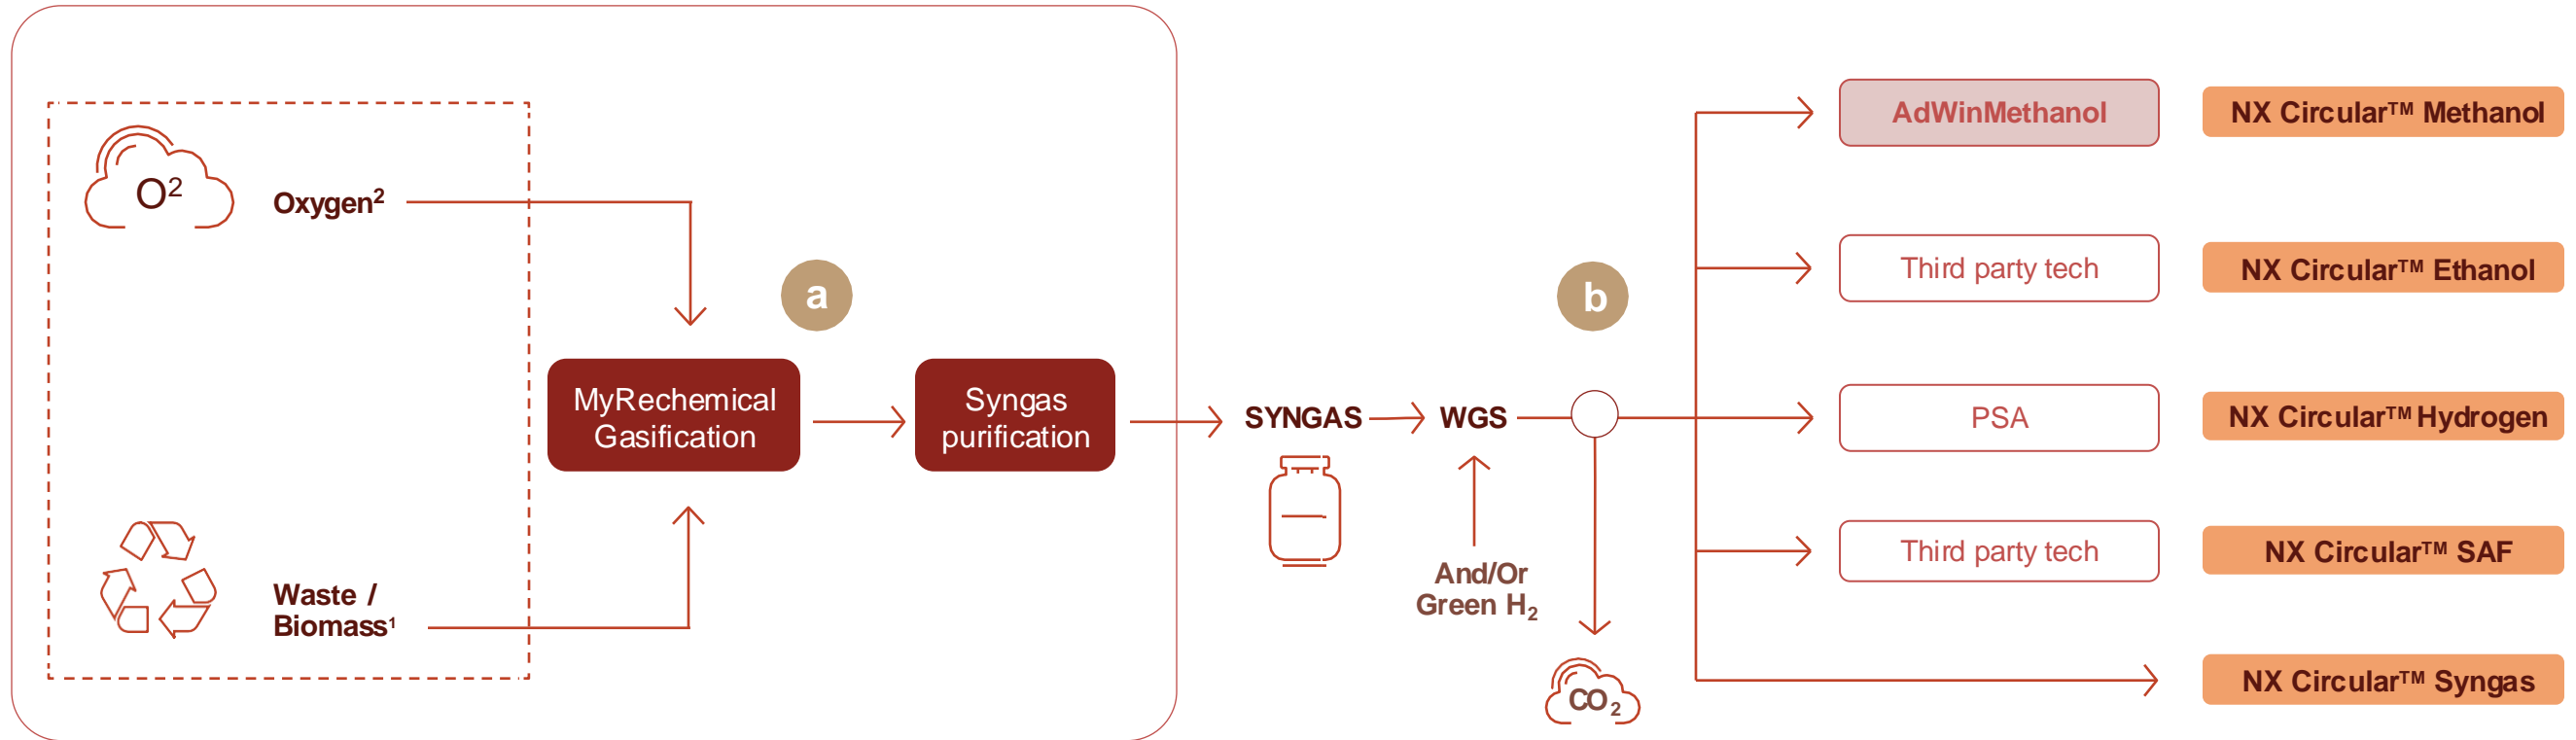 O²
Oxygen²
Waste /
Biomass¹
a
MyRechemical
Gasification
Syngas
purification
SYNGAS
WGS
And/Or
Green H₂
b
CO₂
AdWinMethanol
NX Circular™ Methanol
Third party tech
NX Circular™ Ethanol
PSA
NX Circular™ Hydrogen
Third party tech
NX Circular™ SAF
NX Circular™ Syngas